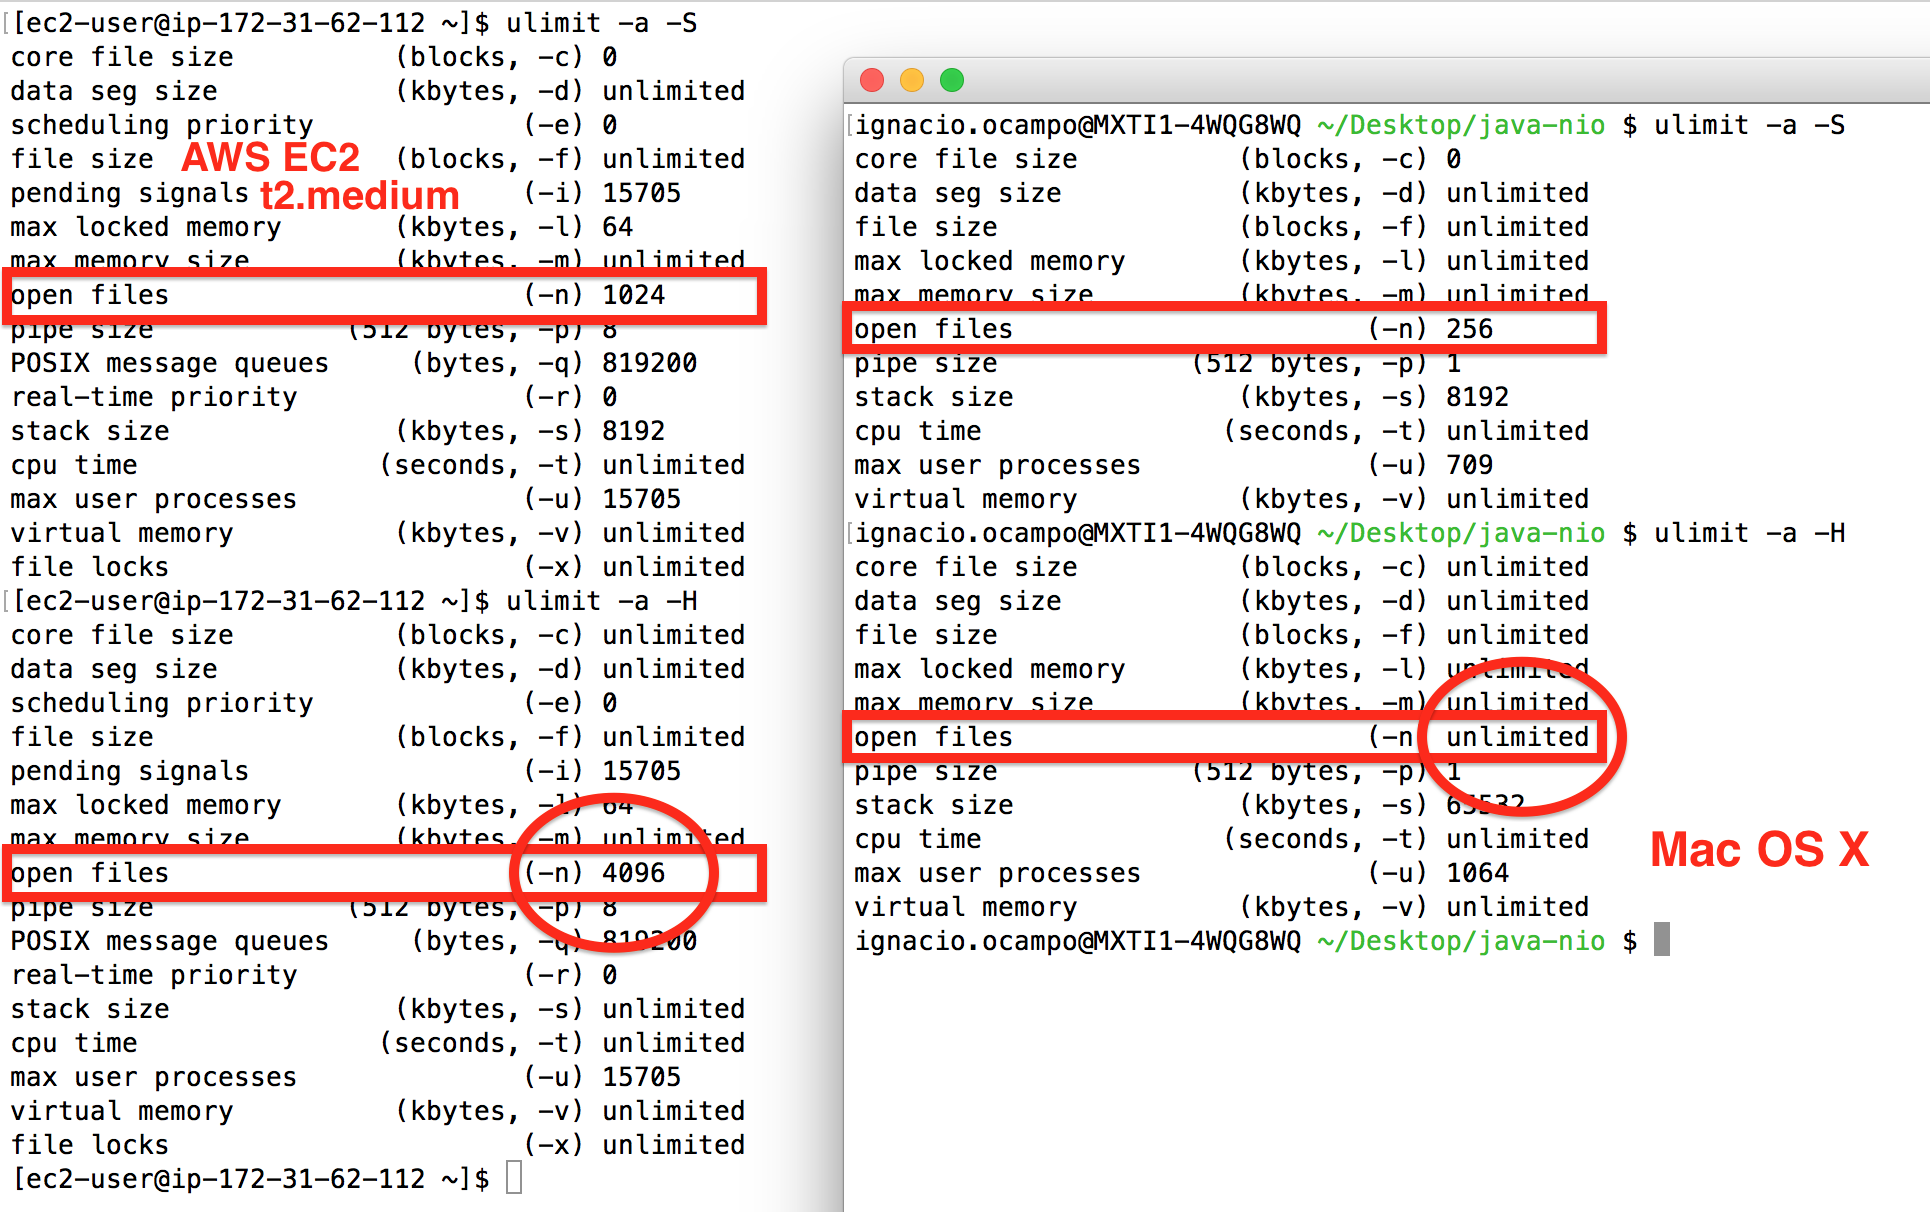 [ec2-user@ip-172-31-62-112 ~]$ ulimit -a -S
core file size          (blocks, -c) 0
data seg size           (kbytes, -d) unlimited
scheduling priority             (-e) 0
file size               (blocks, -f) unlimited
pending signals                 (-i) 15705
max locked memory       (kbytes, -l) 64
max memory size         (kbytes, -m) unlimited
open files                      (-n) 1024
pipe size            (512 bytes, -p) 8
POSIX message queues     (bytes, -q) 819200
real-time priority              (-r) 0
stack size              (kbytes, -s) 8192
cpu time               (seconds, -t) unlimited
max user processes              (-u) 15705
virtual memory          (kbytes, -v) unlimited
file locks                      (-x) unlimited
[ec2-user@ip-172-31-62-112 ~]$ ulimit -a -H
core file size          (blocks, -c) unlimited
data seg size           (kbytes, -d) unlimited
scheduling priority             (-e) 0
file size               (blocks, -f) unlimited
pending signals                 (-i) 15705
max locked memory       (kbytes, -l) 64
max memory size         (kbytes, -m) unlimited
open files                      (-n) 4096
pipe size            (512 bytes, -p) 8
POSIX message queues     (bytes, -q) 819200
real-time priority              (-r) 0
stack size              (kbytes, -s) unlimited
cpu time               (seconds, -t) unlimited
max user processes              (-u) 15705
virtual memory          (kbytes, -v) unlimited
file locks                      (-x) unlimited
[ec2-user@ip-172-31-62-112 ~]$
AWS EC2
t2.medium
ignacio.ocampo@MXTI1-4WQG8WQ ~/Desktop/java-nio $ ulimit -a -S
core file size          (blocks, -c) 0
data seg size           (kbytes, -d) unlimited
file size               (blocks, -f) unlimited
max locked memory       (kbytes, -l) unlimited
max memory size         (kbytes, -m) unlimited
open files                      (-n) 256
pipe size            (512 bytes, -p) 1
stack size              (kbytes, -s) 8192
cpu time               (seconds, -t) unlimited
max user processes              (-u) 709
virtual memory          (kbytes, -v) unlimited
ignacio.ocampo@MXTI1-4WQG8WQ ~/Desktop/java-nio $ ulimit -a -H
core file size          (blocks, -c) unlimited
data seg size           (kbytes, -d) unlimited
file size               (blocks, -f) unlimited
max locked memory       (kbytes, -l) unlimited
max memory size         (kbytes, -m) unlimited
open files                      (-n) unlimited
pipe size            (512 bytes, -p) 1
stack size              (kbytes, -s) 65532
cpu time               (seconds, -t) unlimited
max user processes              (-u) 1064
virtual memory          (kbytes, -v) unlimited
ignacio.ocampo@MXTI1-4WQG8WQ ~/Desktop/java-nio $
Mac OS X